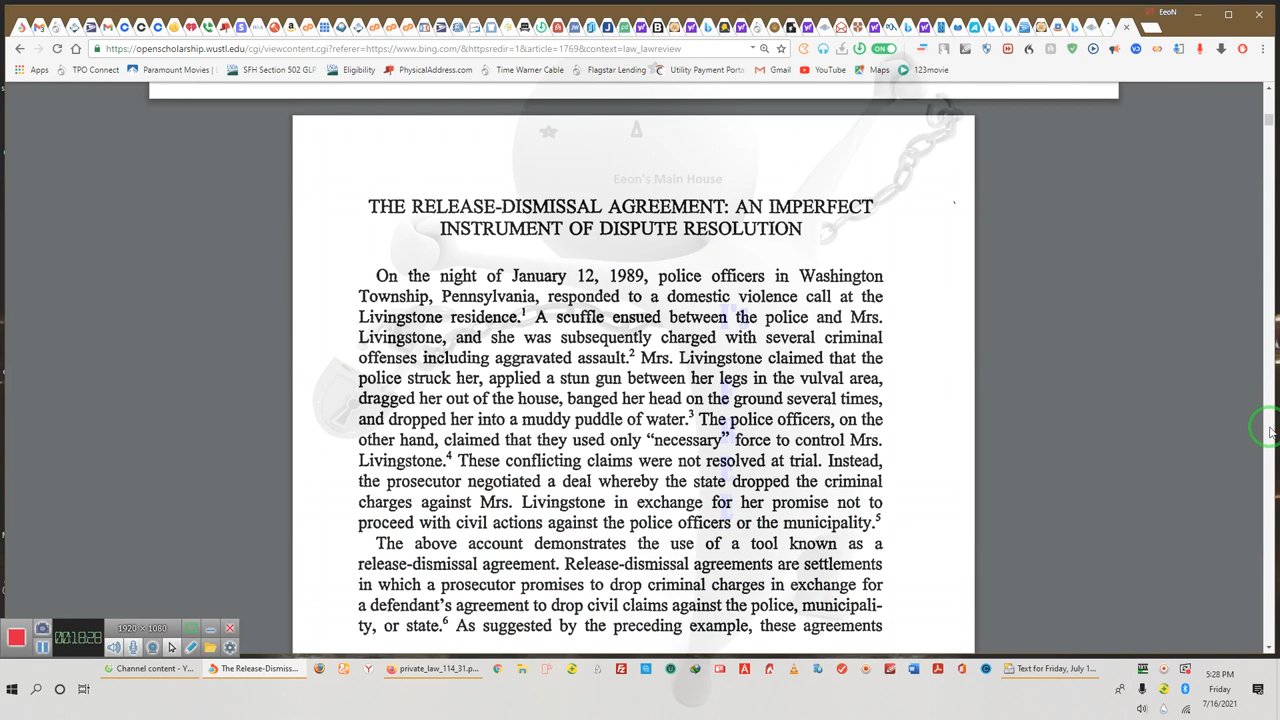 EeoN
https://openscholarship.wustl.edu/cgi/viewcontent.cgi?referer=https://www.bing.com/&httpsredir=1&article=1769&context=law_lawreview
ON
Apps
TPO Connect
Paramount Movies |
SFH Section 502 GLF
Eligibility
PhysicalAddress.com
Time Warner Cable
Flagstar Lending
Utility Payment Porta
Gmail
YouTube
Maps
123movie
Eeon's Main House
THE RELEASE-DISMISSAL AGREEMENT: AN IMPERFECT
INSTRUMENT OF DISPUTE RESOLUTION
On the night of January 12, 1989, police officers in Washington
Township, Pennsylvania, responded to a domestic violence call at the
Livingstone residence.1 A scuffle ensued between the police and Mrs.
Livingstone, and she was subsequently charged with several criminal
offenses including aggravated assault.2 Mrs. Livingstone claimed that the
police struck her, applied a stun gun between her legs in the vulval area,
dragged her out of the house, banged her head on the ground several times,
and dropped her into a muddy puddle of water.3 The police officers, on the
other hand, claimed that they used only “necessary” force to control Mrs.
Livingstone.4 These conflicting claims were not resolved at trial. Instead,
the prosecutor negotiated a deal whereby the state dropped the criminal
charges against Mrs. Livingstone in exchange for her promise not to
proceed with civil actions against the police officers or the municipality.5
The above account demonstrates the use of a tool known as a
release-dismissal agreement. Release-dismissal agreements are settlements
in which a prosecutor promises to drop criminal charges in exchange for
a defendant’s agreement to drop civil claims against the police, municipali-
ty, or state.6 As suggested by the preceding example, these agreements
1920 × 1080
Channel content - Y...
The Release-Dismiss...
private_law_114_31.p...
Text for Friday, July 1...
5:28 PM
Friday
7/16/2021